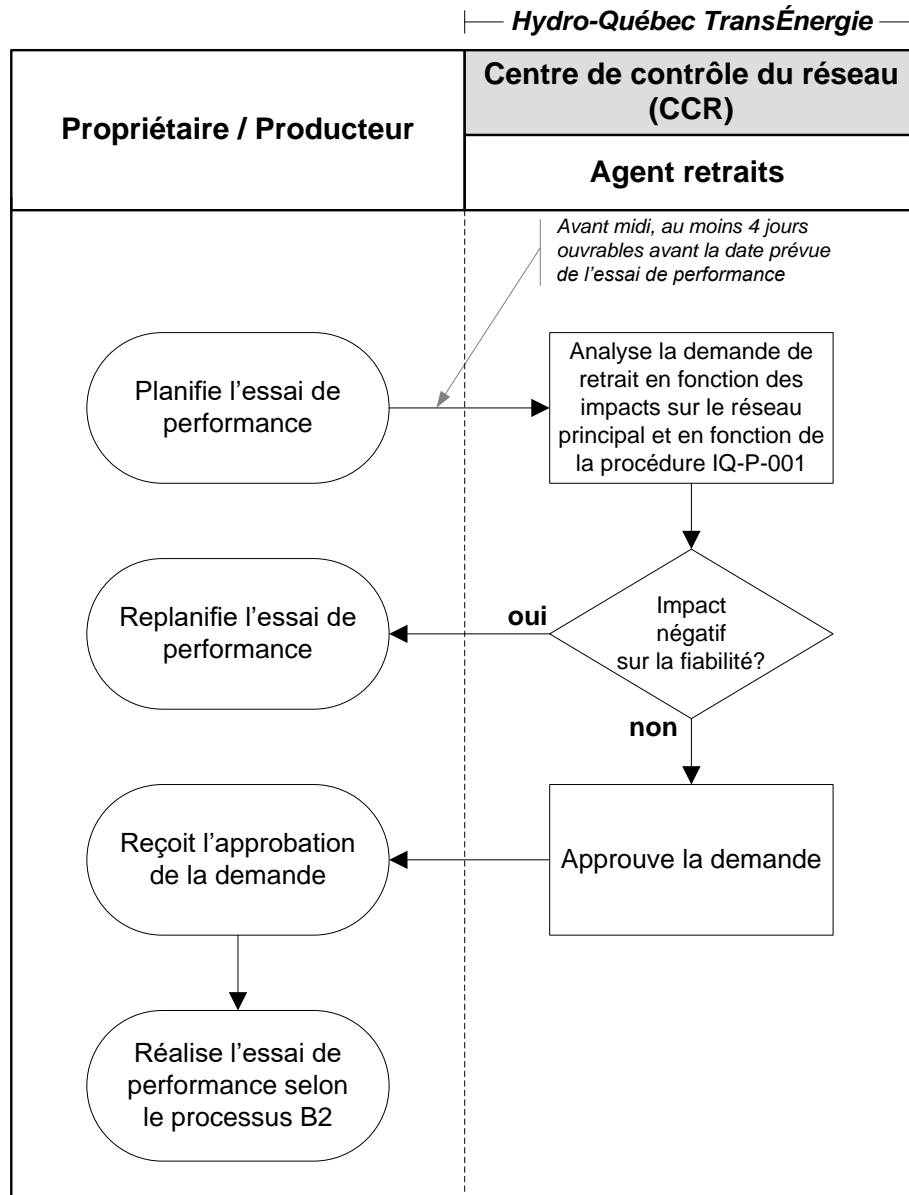 Hydro-Québec TransÉnergie
Propriétaire / Producteur
Centre de contrôle du réseau
(CCR)
Agent retraits
Avant midi, au moins 4 jours
ouvrables avant la date prévue
de l’essai de performance
Planifie l’essai de
performance
Analyse la demande de
retrait en fonction des
impacts sur le réseau
principal et en fonction de
la procédure IQ-P-001
Impact
négatif
sur la fiabilité?
oui
Replanifie l’essai de
performance
non
Approuve la demande
Reçoit l’approbation
de la demande
Réalise l’essai de
performance selon
le processus B2